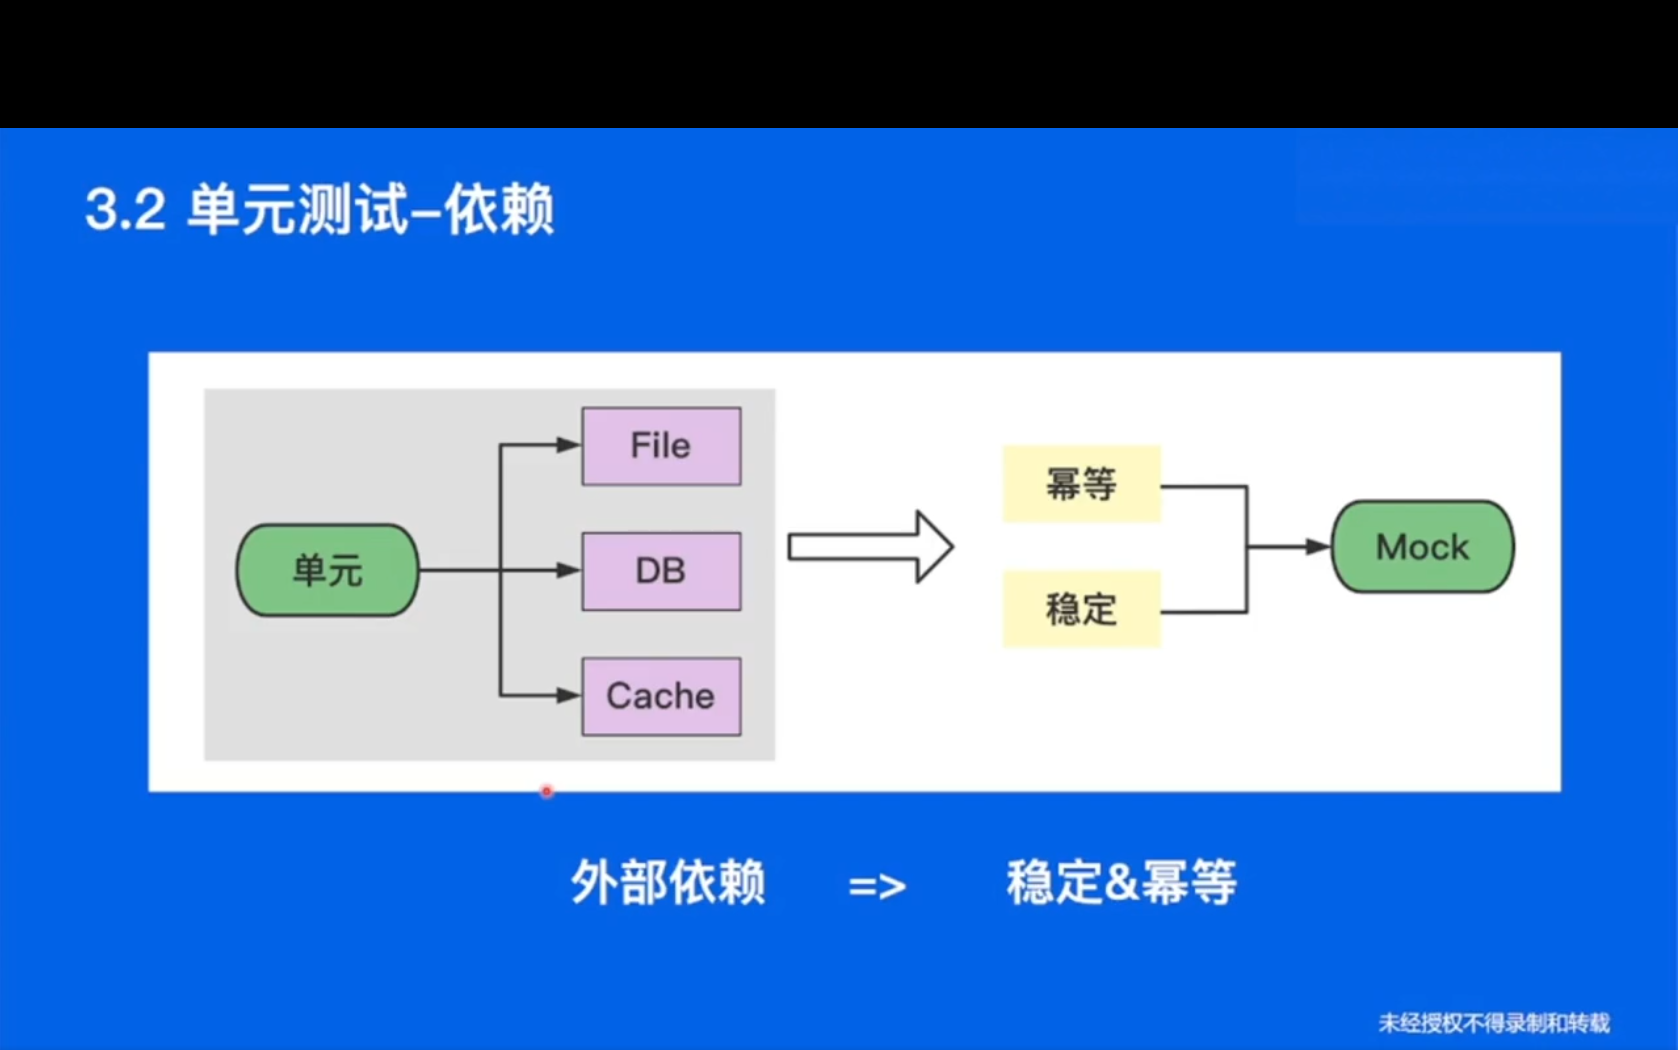 3.2 单元测试-依赖
单元
File
DB
Cache
幂等
稳定
Mock
外部依赖 => 稳定&幂等
未经授权不得录制和转载